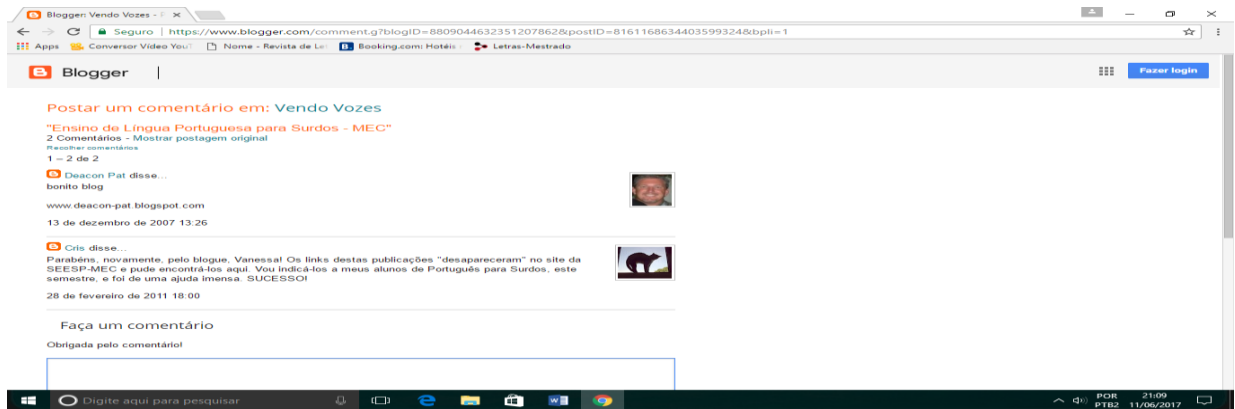 Blogger: Vendo Vozes - F
Seguro | https://www.blogger.com/comment.g?blogID=8809044632351207862&postID=8161168634403599324&bpli=1
Apps Conversor Vídeo You Nome - Revista de Le Booking.com: Hotéis Letras-Mestrado
Blogger
Fazer login
Postar um comentário em: Vendo Vozes
"Ensino de Língua Portuguesa para Surdos - MEC"
2 Comentários - Mostrar postagem original
Recolher comentários
1 – 2 de 2
Deacon Pat disse...
bonito blog
www.deacon-pat.blogspot.com
13 de dezembro de 2007 13:26
Cris disse...
Parabéns, novamente, pelo blogue, Vanessa! Os links destas publicações "desapareceram" no site da
SEESP-MEC e pude encontrá-los aqui. Vou indicá-los a meus alunos de Português para Surdos, este
semestre, e foi de uma ajuda imensa. SUCESSO!
28 de fevereiro de 2011 18:00
Faça um comentário
Obrigada pelo comentário!
Digite aqui para pesquisar
POR 21:09
PTB2 11/06/2017